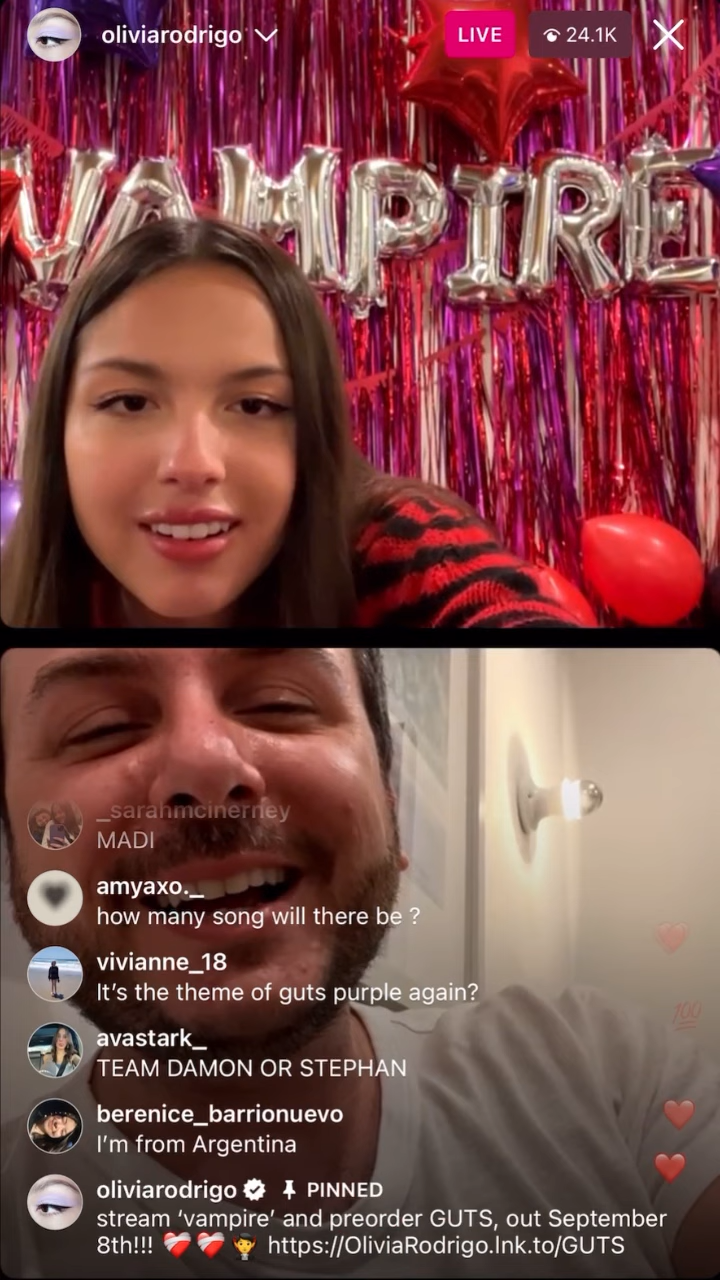 oliviarodrigo
LIVE
24.1K
VAMPIRE
_sarahmcinerney
MADI
amyaxo._
how many song will there be ?
vivianne_18
It’s the theme of guts purple again?
avastark_
TEAM DAMON OR STEPHAN
berenice_barrionuevo
I’m from Argentina
100
oliviarodrigo PINNED
stream ‘vampire’ and preorder GUTS, out September
8th!!! ❤️‍🩹❤️‍🩹🧛 https://OliviaRodrigo.lnk.to/GUTS